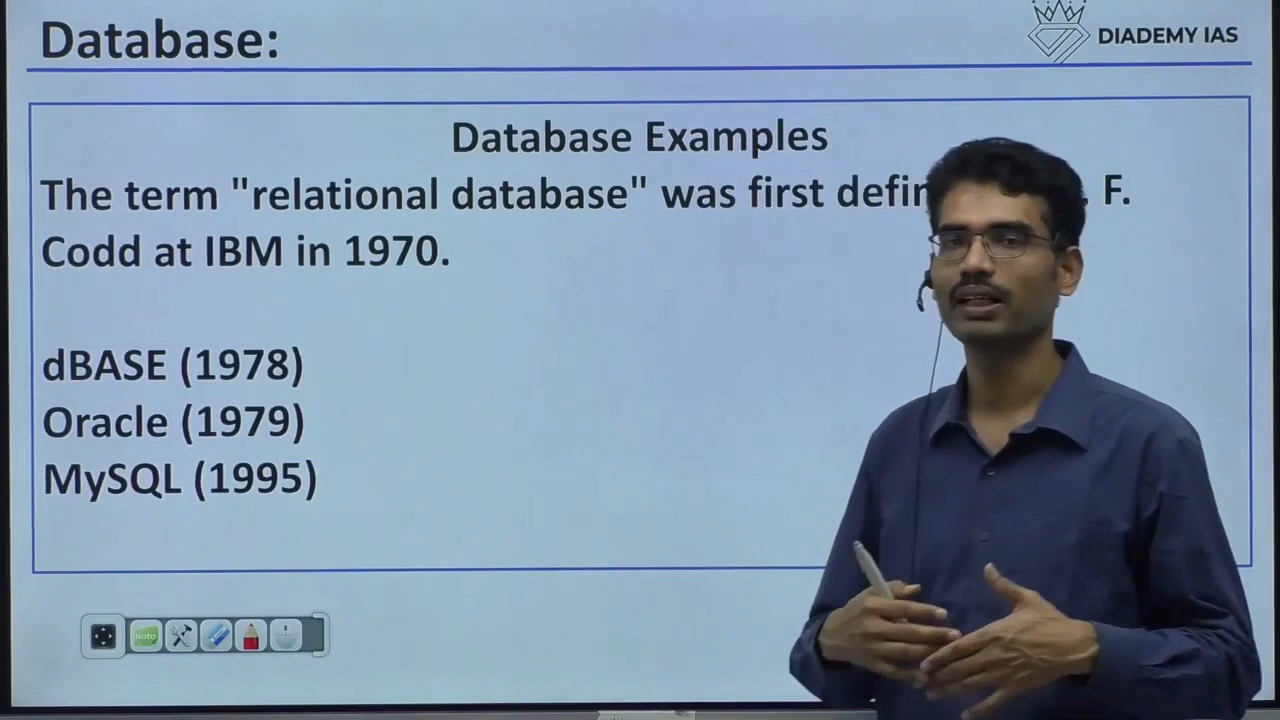 Database:
DIADEMY IAS
Database Examples
The term "relational database" was first defin . F.
Codd at IBM in 1970.
dBASE (1978)
Oracle (1979)
MySQL (1995)
Note